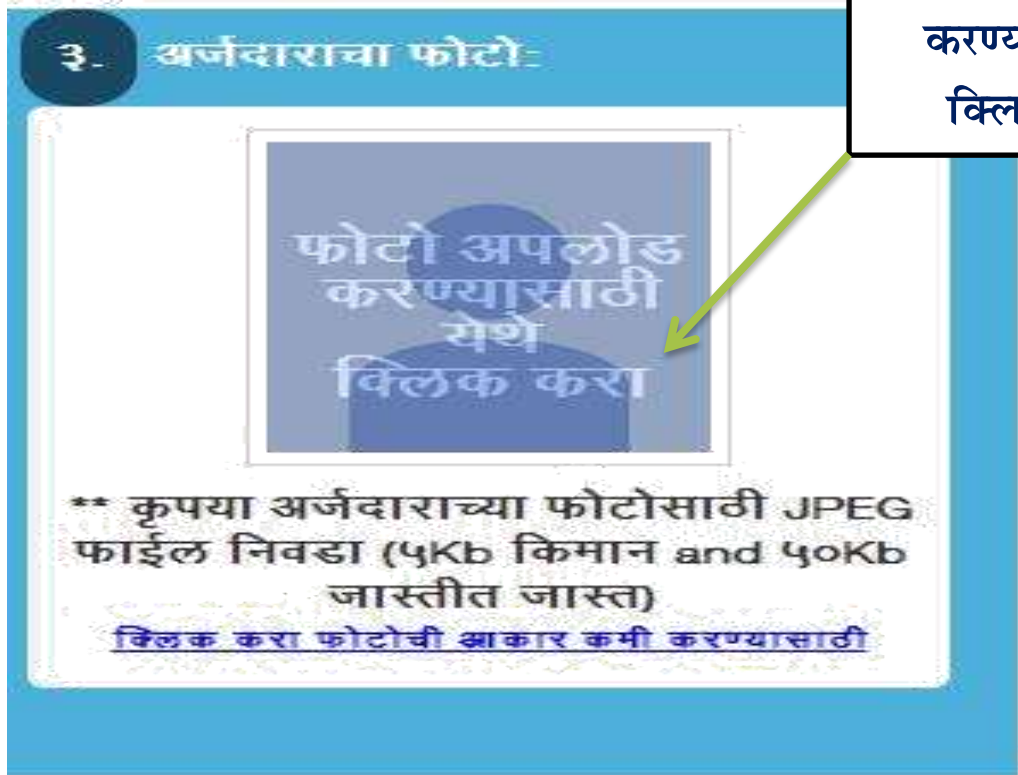 ३. अर्जदाराचा फोटो:
फोटो अपलोड
करण्यासाठी
येथे
क्लिक करा
** कृपया अर्जदाराच्या फोटोसाठी JPEG
फाईल निवडा (५Kb किमान and ५०Kb
जास्तीत जास्त)
क्लिक करा फोटोची आकार कमी करण्यासाठी